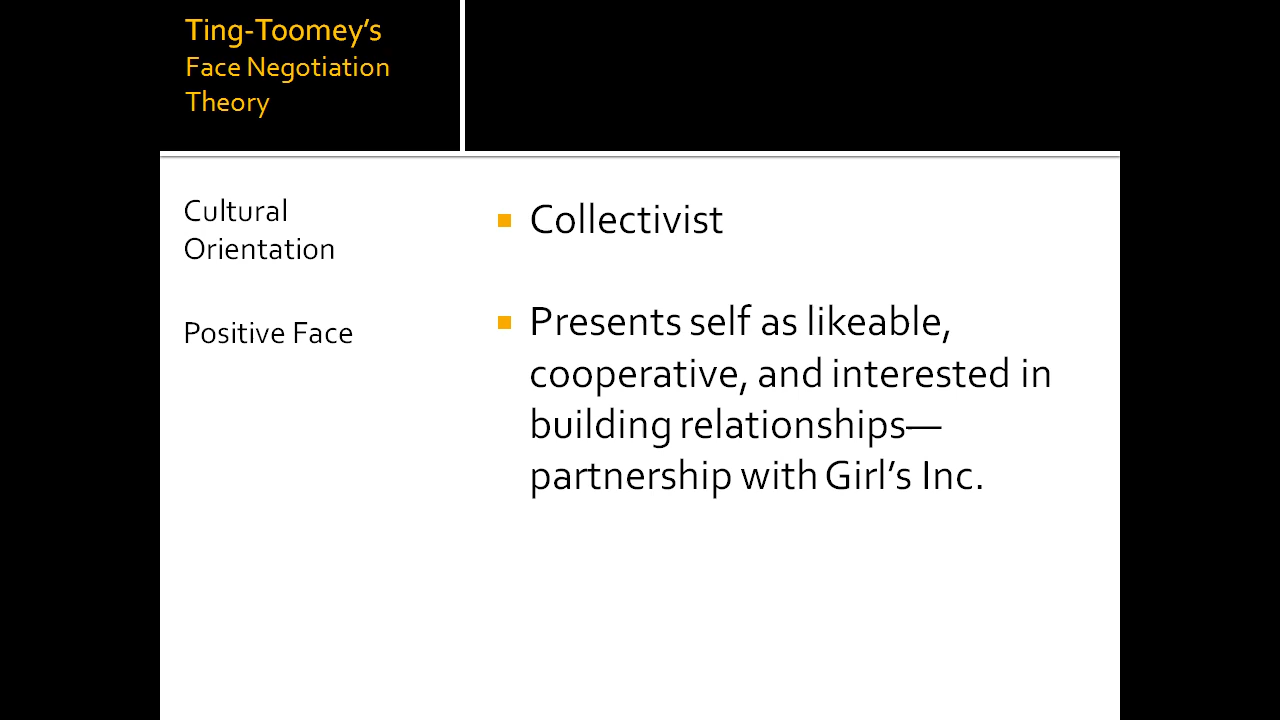 Ting-Toomey’s
Face Negotiation
Theory
Cultural
Orientation
Collectivist
Positive Face
Presents self as likeable,
cooperative, and interested in
building relationships—
partnership with Girl’s Inc.